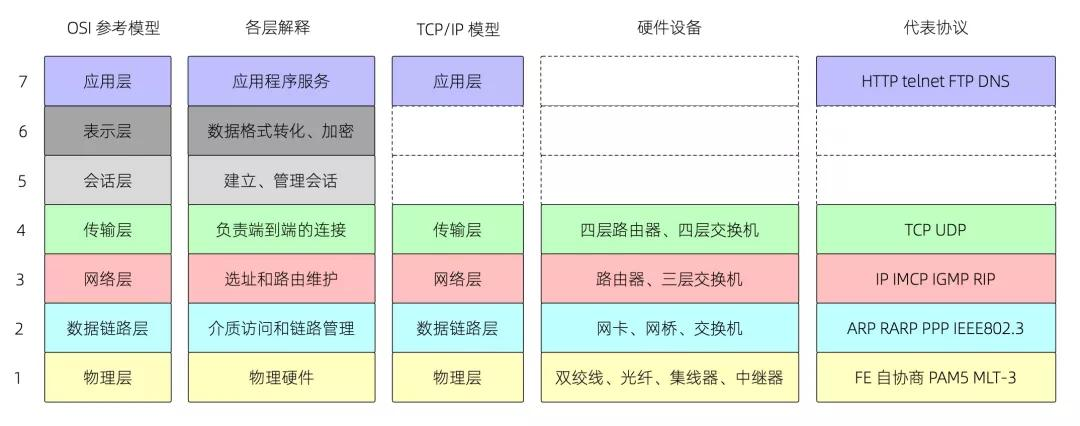 OSI 参考模型 各层解释 TCP/IP 模型 硬件设备 代表协议
7 应用层 应用程序服务 应用层 HTTP telnet FTP DNS
6 表示层 数据格式转化、加密
5 会话层 建立、管理会话
4 传输层 负责端到端的连接 传输层 四层路由器、四层交换机 TCP UDP
3 网络层 选址和路由维护 网络层 路由器、三层交换机 IP IMCP IGMP RIP
2 数据链路层 介质访问和链路管理 数据链路层 网卡、网桥、交换机 ARP RARP PPP IEEE802.3
1 物理层 物理硬件 物理层 双绞线、光纤、集线器、中继器 FE 自协商 PAM5 MLT-3